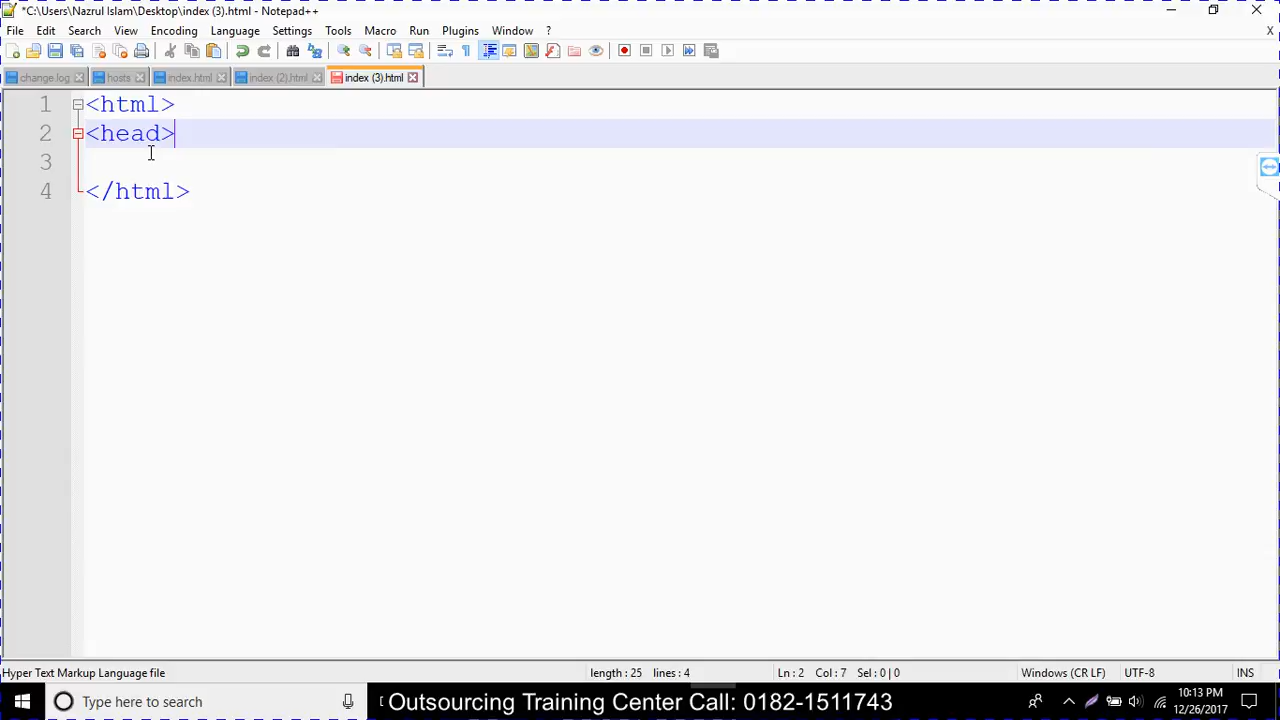 *C:\Users\Nazrul Islam\Desktop\index (3).html - Notepad++
File Edit Search View Encoding Language Settings Tools Macro Run Plugins Window ? X
change.log hosts index.html index (2).html index (3).html
1 <html>
2 <head>
3
4 </html>
Hyper Text Markup Language file length : 25 lines : 4 Ln : 2 Col : 7 Sel : 0 | 0 Windows (CR LF) UTF-8 INS
Type here to search
Outsourcing Training Center Call: 0182-1511743
10:13 PM
12/26/2017